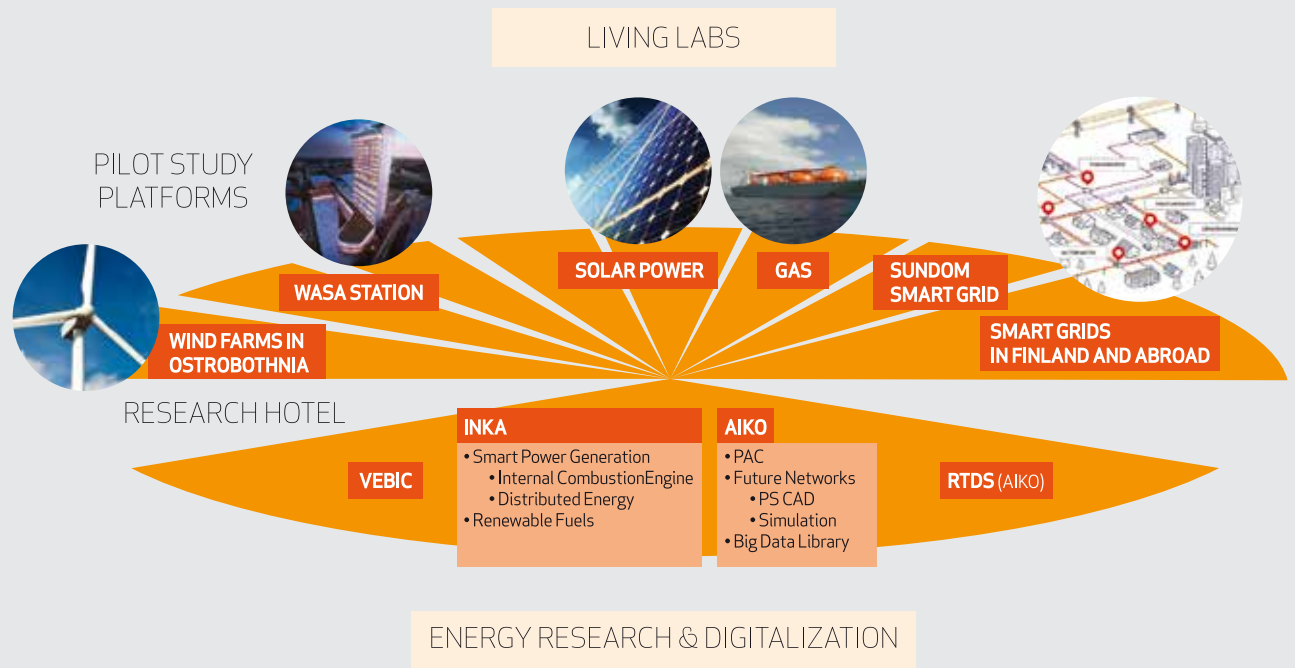 LIVING LABS
PILOT STUDY
PLATFORMS
WASA STATION
SOLAR POWER
GAS
SUNDOM
SMART GRID
WIND FARMS IN
OSTROBOTHNIA
SMART GRIDS
IN FINLAND AND ABROAD
RESEARCH HOTEL
VEBIC
INKA
• Smart Power Generation
• Internal CombustionEngine
• Distributed Energy
• Renewable Fuels
AIKO
• PAC
• Future Networks
• PS CAD
• Simulation
• Big Data Library
RTDS (AIKO)
ENERGY RESEARCH & DIGITALIZATION